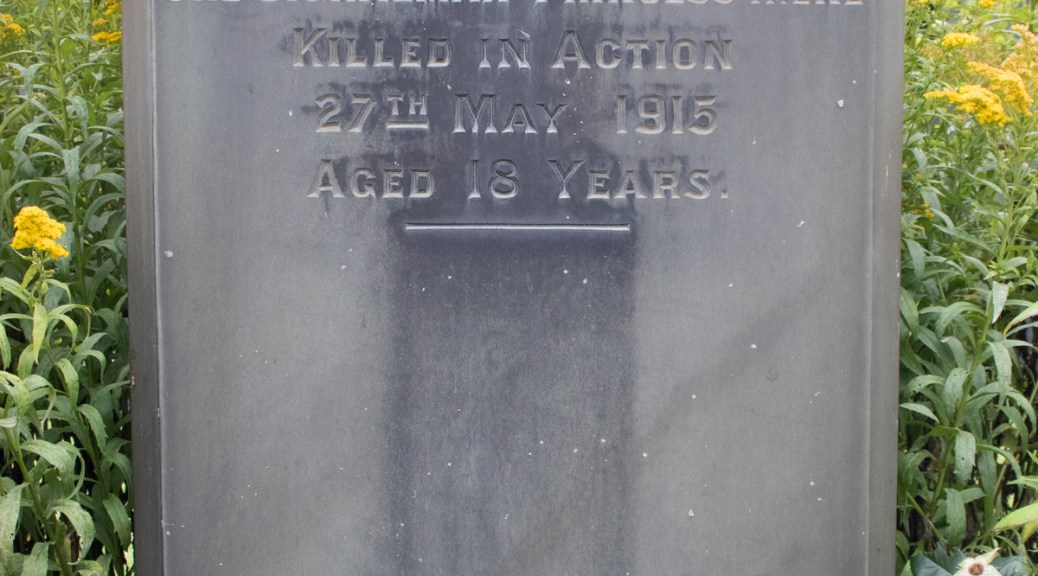 KILLED IN ACTION
27TH MAY 1915
AGED 18 YEARS.